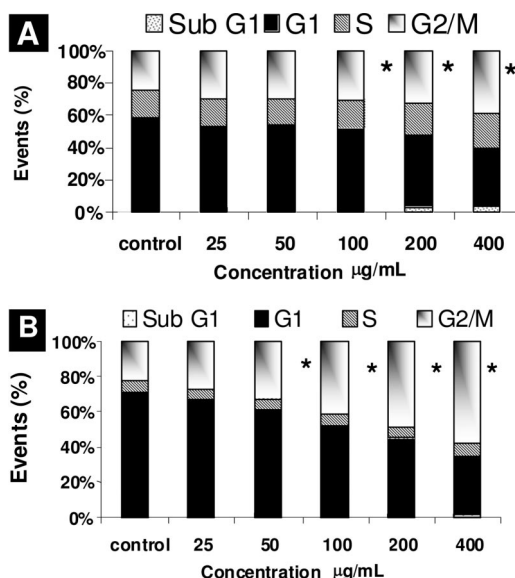 A
Sub G1 G1 S G2/M
Events (%)
100%
80%
60%
40%
20%
0%
* * *
control 25 50 100 200 400
Concentration μg/mL
B
Sub G1 G1 S G2/M
Events (%)
100%
80%
60%
40%
20%
0%
* * * *
control 25 50 100 200 400
Concentration μg/mL